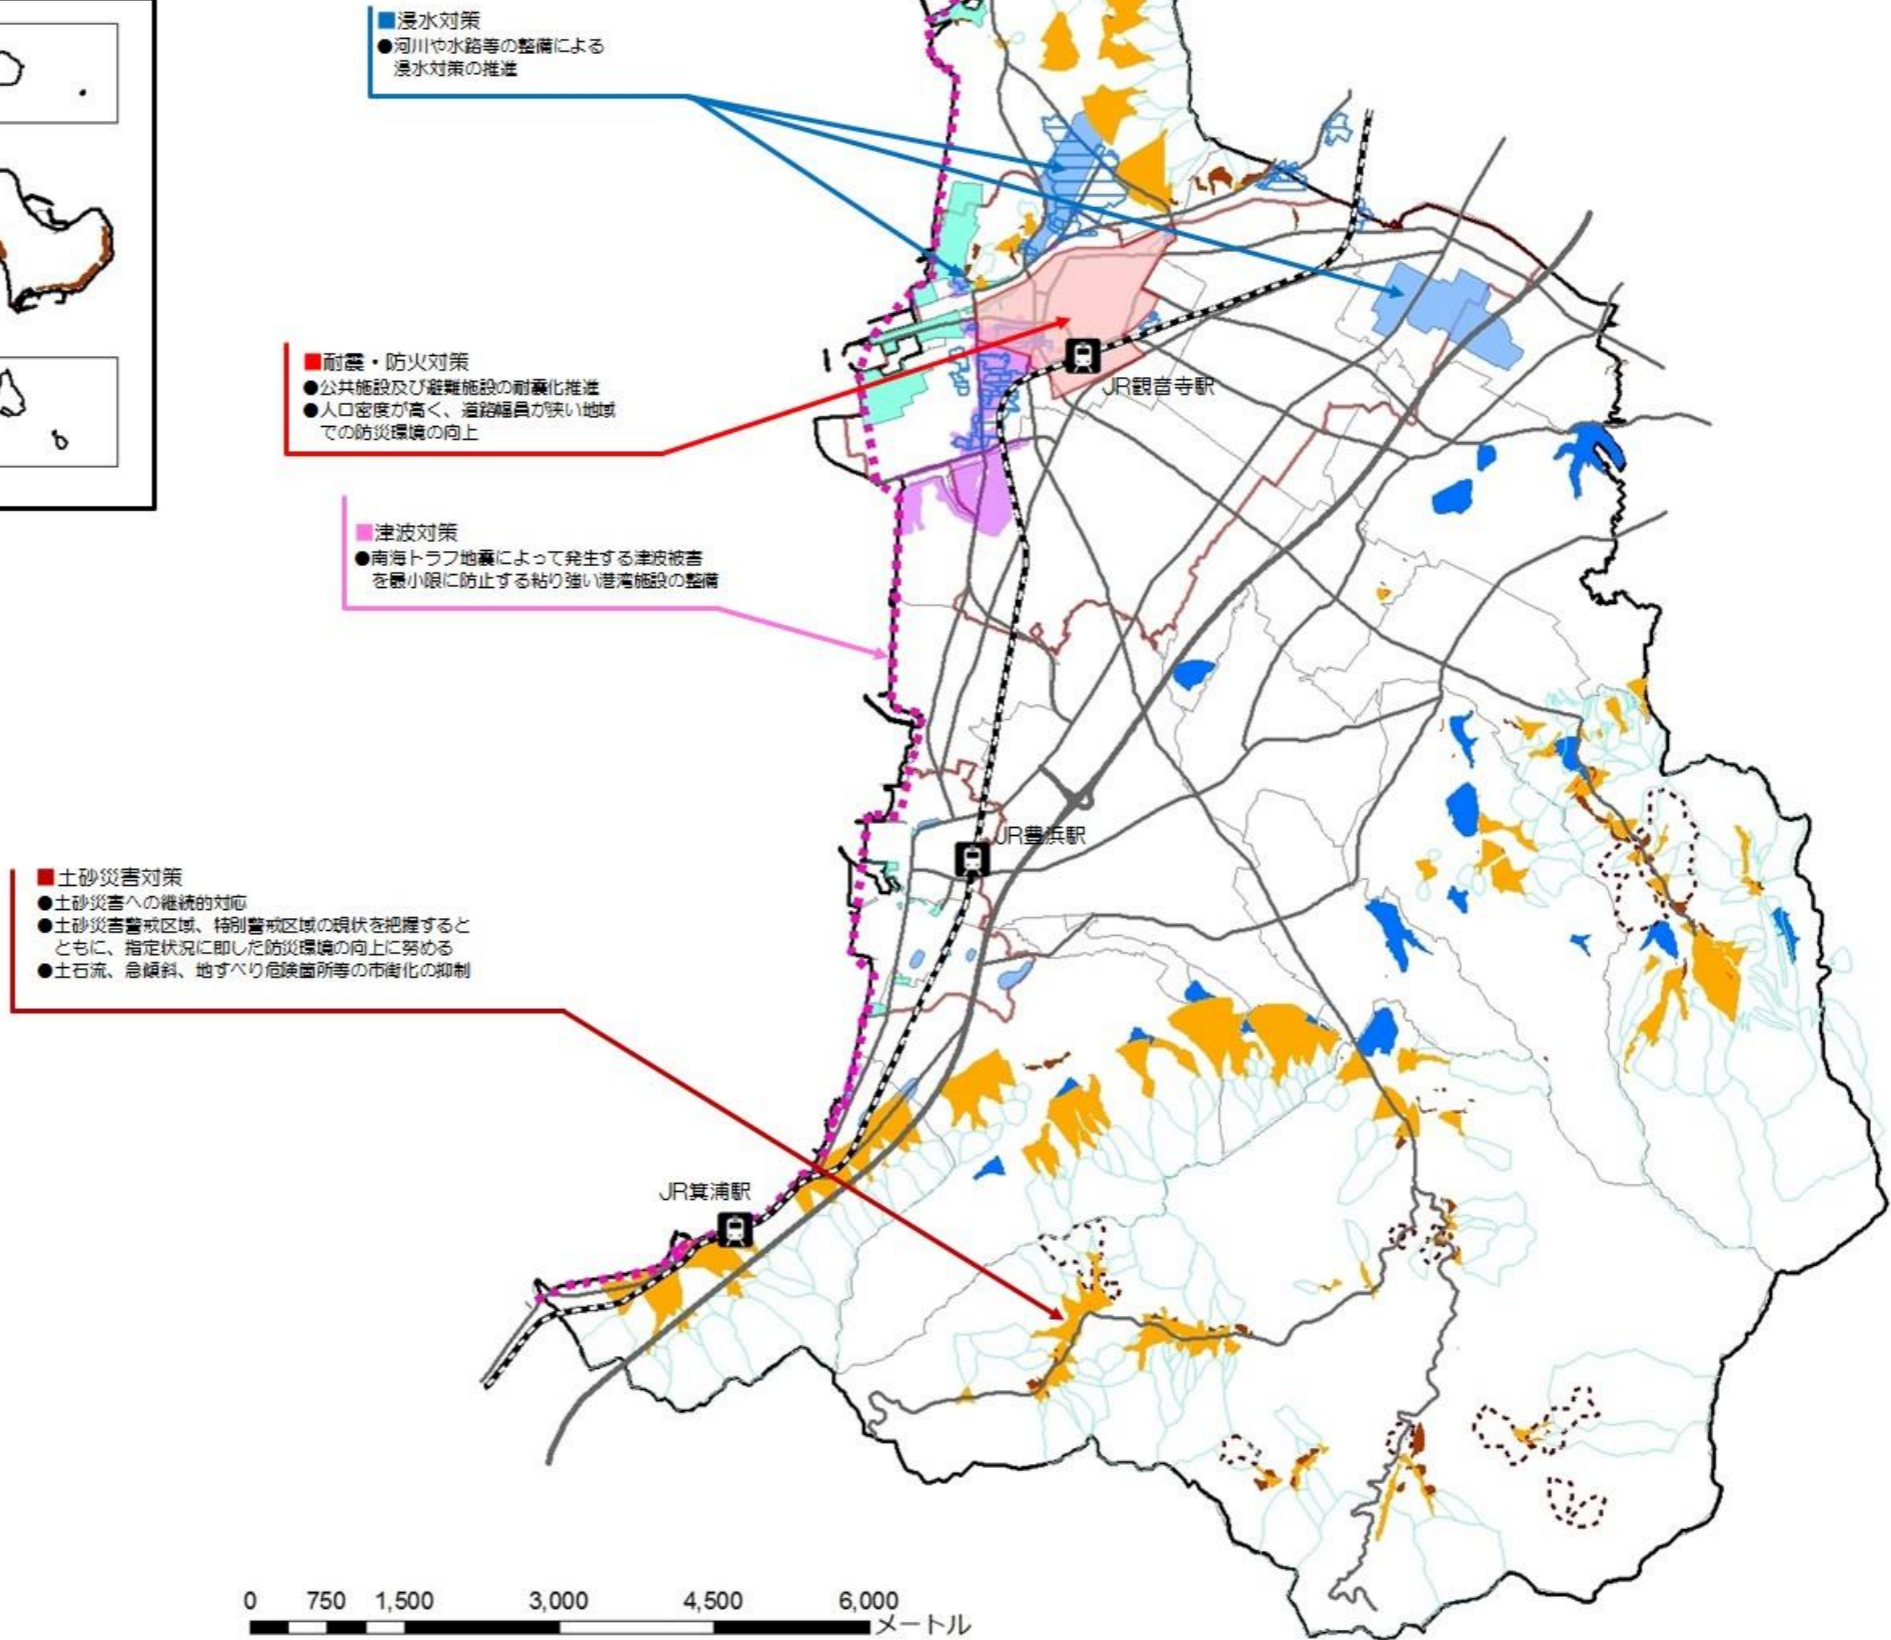 ■浸水対策
●河川や水路等の整備による
浸水対策の推進
■耐震・防火対策
●公共施設及び避難施設の耐震化推進
●人口密度が高く、道路幅員が狭い地域
での防災環境の向上
JR観音寺駅
■津波対策
●南海トラフ地震によって発生する津波被害
を最小限に防止する粘り強い港湾施設の整備
JR豊浜駅
■土砂災害対策
●土砂災害への継続的対応
●土砂災害警戒区域、特別警戒区域の現状を把握すると
ともに、指定状況に即した防災環境の向上に努める
●土石流、急傾斜、地すべり危険箇所等の市街化の抑制
JR箕浦駅
0 750 1,500 3,000 4,500 6,000
メートル